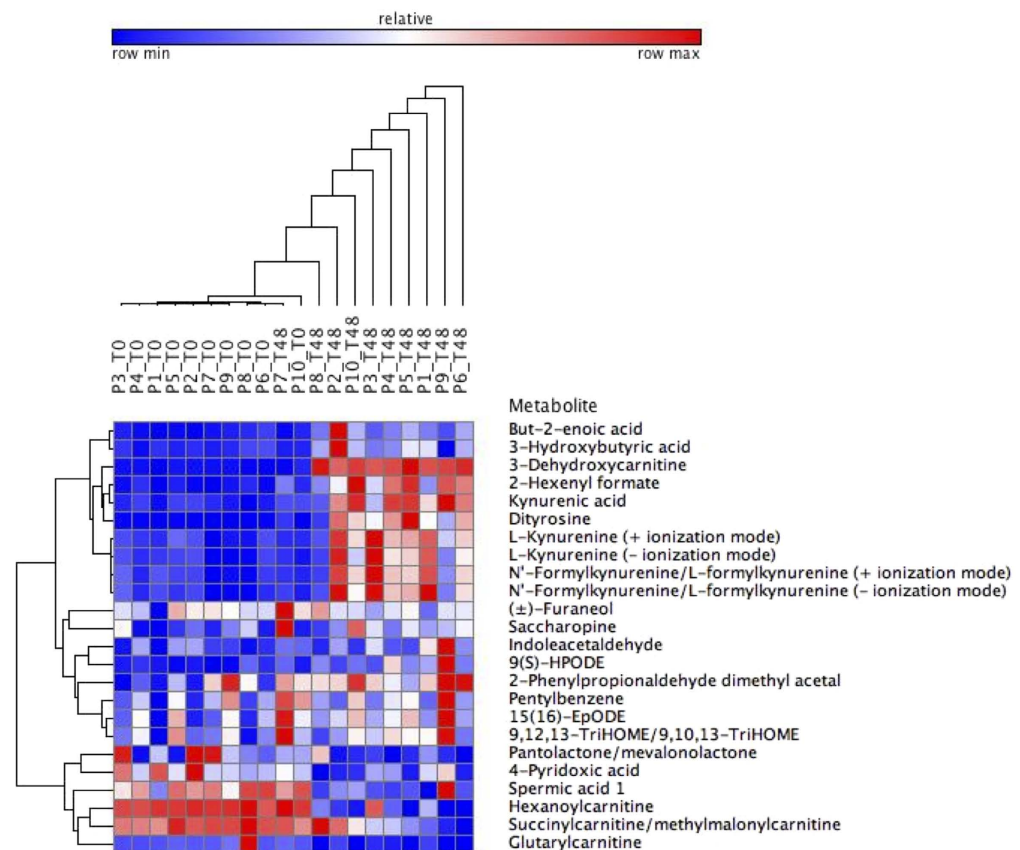 relative
row min row max
P3_T0
P4_T0
P1_T0
P5_T0
P2_T0
P7_T0
P9_T0
P8_T0
P6_T0
P7_T48
P10_T0
P8_T48
P2_T48
P10_T48
P3_T48
P4_T48
P5_T48
P1_T48
P9_T48
P6_T48
Metabolite
But-2-enoic acid
3-Hydroxybutyric acid
3-Dehydroxycarnitine
2-Hexenyl formate
Kynurenic acid
Dityrosine
L-Kynurenine (+ ionization mode)
L-Kynurenine (- ionization mode)
N'-Formylkynurenine/L-formylkynurenine (+ ionization mode)
N'-Formylkynurenine/L-formylkynurenine (- ionization mode)
(±)-Furaneol
Saccharopine
Indoleacetaldehyde
9(S)-HPODE
2-Phenylpropionaldehyde dimethyl acetal
Pentylbenzene
15(16)-EpODE
9,12,13-TriHOME/9,10,13-TriHOME
Pantolactone/mevalonolactone
4-Pyridoxic acid
Spermic acid 1
Hexanoylcarnitine
Succinylcarnitine/methylmalonylcarnitine
Glutarylcarnitine